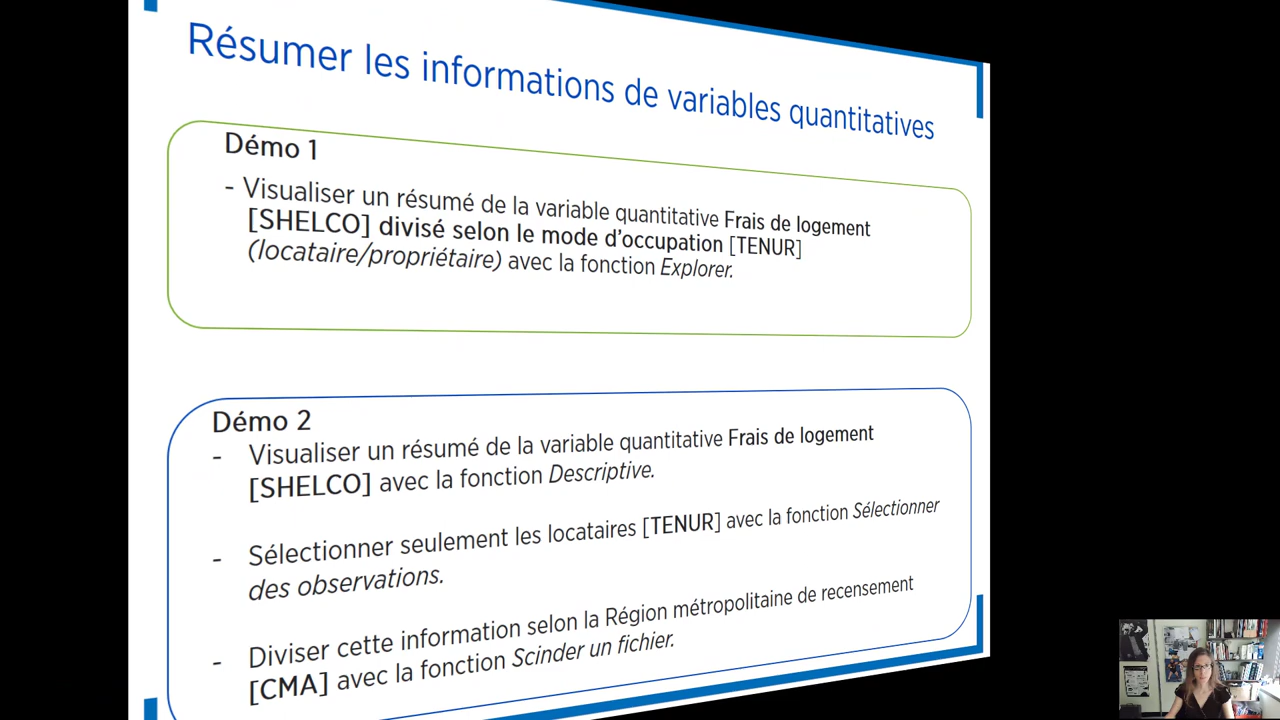 Résumer les informations de variables quantitatives
Démo 1
- Visualiser un résumé de la variable quantitative Frais de logement
[SHELCO] divisé selon le mode d’occupation [TENUR]
(locataire/propriétaire) avec la fonction Explorer.
Démo 2
- Visualiser un résumé de la variable quantitative Frais de logement
[SHELCO] avec la fonction Descriptive.
- Sélectionner seulement les locataires [TENUR] avec la fonction Sélectionner
des observations.
- Diviser cette information selon la Région métropolitaine de recensement
[CMA] avec la fonction Scinder un fichier.